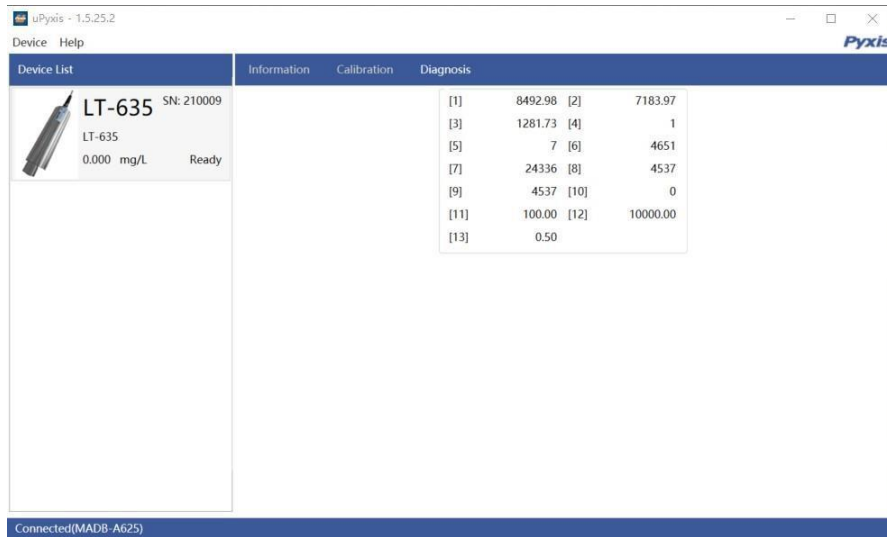 uPyxis - 1.5.25.2
Device Help
Pyxis
Device List
Information Calibration Diagnosis
LT-635 SN: 210009
LT-635
0.000 mg/L Ready
[1] 8492.98 [2] 7183.97
[3] 1281.73 [4] 1
[5] 7 [6] 4651
[7] 24336 [8] 4537
[9] 4537 [10] 0
[11] 100.00 [12] 10000.00
[13] 0.50
Connected(MADB-A625)